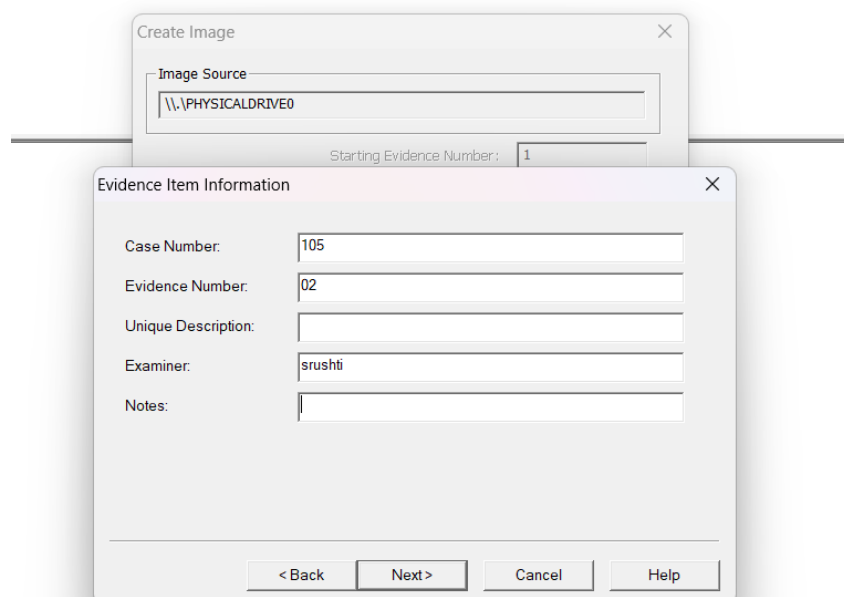 Create Image
Image Source
\\.\PHYSICALDRIVE0
Starting Evidence Number: 1
Evidence Item Information
Case Number: 105
Evidence Number: 02
Unique Description:
Examiner: srushti
Notes:
< Back Next > Cancel Help